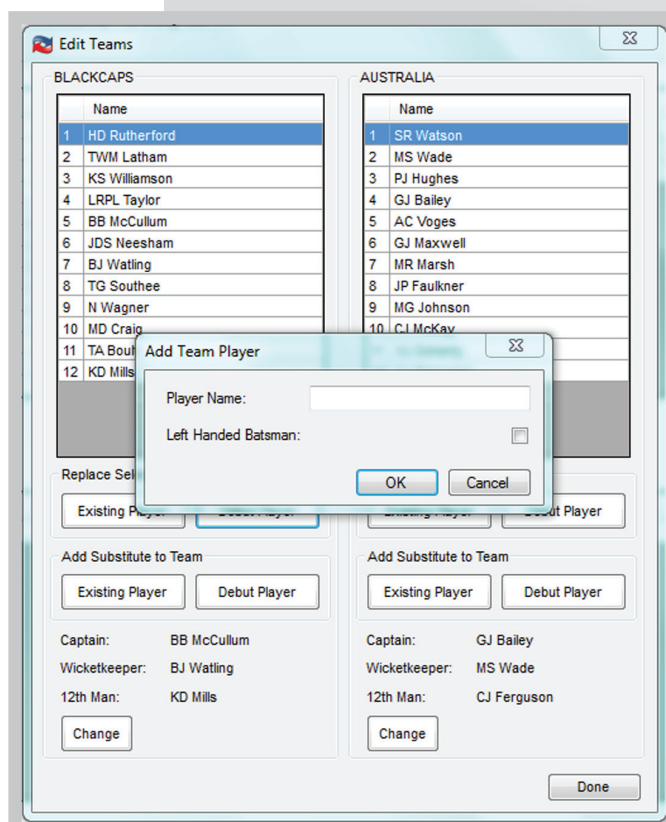 Edit Teams
BLACKCAPS
Name
1 HD Rutherford
2 TWM Latham
3 KS Williamson
4 LRPL Taylor
5 BB McCullum
6 JDS Neesham
7 BJ Watling
8 TG Southee
9 N Wagner
10 MD Craig
11 TA Boul
12 KD Mills
AUSTRALIA
Name
1 SR Watson
2 MS Wade
3 PJ Hughes
4 GJ Bailey
5 AC Voges
6 GJ Maxwell
7 MR Marsh
8 JP Faulkner
9 MG Johnson
10 CJ McKay
Add Team Player
Player Name:
Left Handed Batsman:
OK Cancel
Replace Sel
Existing Player Debut Player
Existing Player Debut Player
Add Substitute to Team
Existing Player Debut Player
Captain: BB McCullum
Wicketkeeper: BJ Watling
12th Man: KD Mills
Change
Add Substitute to Team
Existing Player Debut Player
Captain: GJ Bailey
Wicketkeeper: MS Wade
12th Man: CJ Ferguson
Change
Done